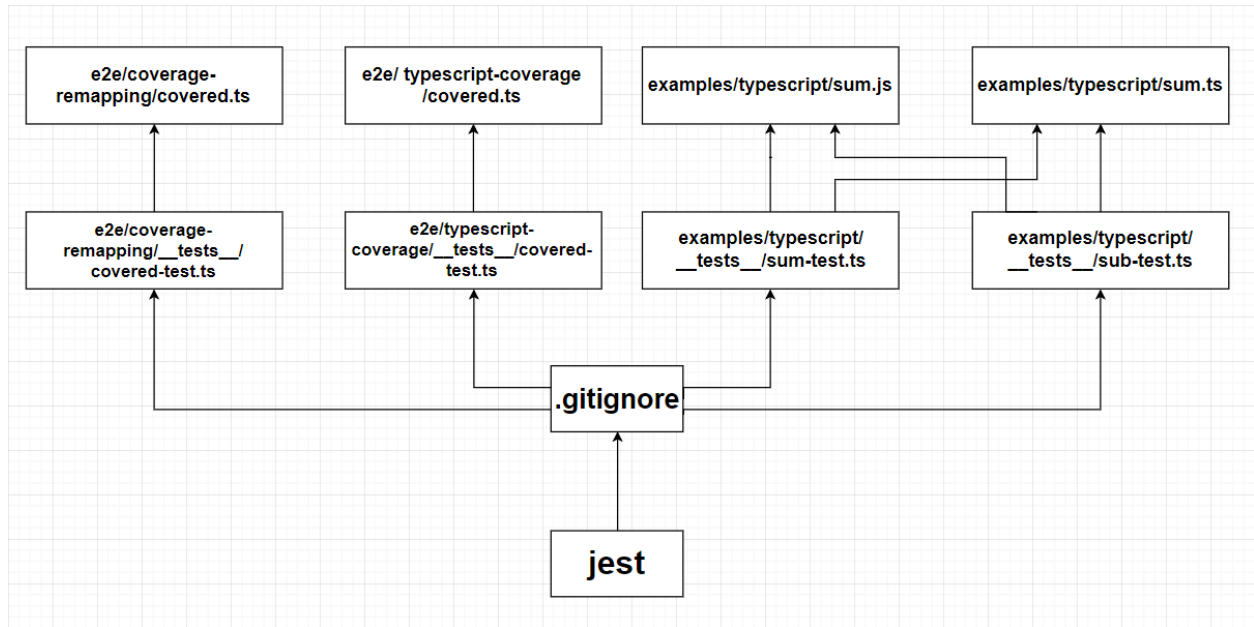 e2e/coverage-
remapping/covered.ts
e2e/ typescript-coverage
/covered.ts
examples/typescript/sum.js
examples/typescript/sum.ts
e2e/coverage-
remapping/__tests__/
covered-test.ts
e2e/typescript-
coverage/__tests__/covered-
test.ts
examples/typescript/
__tests__/sum-test.ts
examples/typescript/
__tests__/sub-test.ts
.gitignore
jest